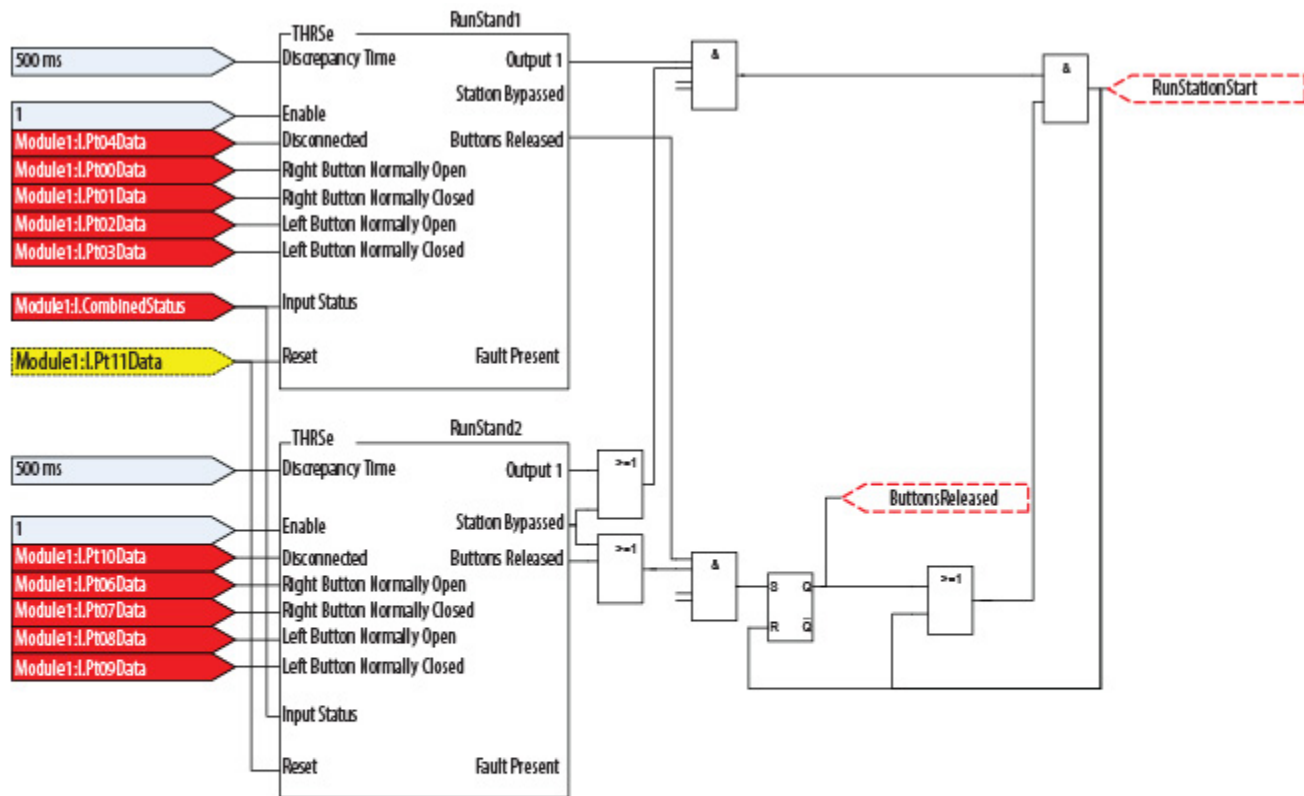 RunStand1
THRSe
500 ms
Discrepancy Time
Output 1
&
&
RunStationStart
Station Bypassed
1
Enable
Module1:I.Pt04Data
Disconnected
Buttons Released
Module1:I.Pt00Data
Right Button Normally Open
Module1:I.Pt01Data
Right Button Normally Closed
Module1:I.Pt02Data
Left Button Normally Open
Module1:I.Pt03Data
Left Button Normally Closed
Module1:I.CombinedStatus
Input Status
Module1:I.Pt11Data
Reset
Fault Present
RunStand2
THRSe
500 ms
Discrepancy Time
Output 1
>=1
ButtonsReleased
1
Enable
Station Bypassed
Module1:I.Pt10Data
Disconnected
Buttons Released
>=1
&
>=1
Module1:I.Pt06Data
Right Button Normally Open
S Q
Module1:I.Pt07Data
Right Button Normally Closed
Module1:I.Pt08Data
Left Button Normally Open
R Q̅
Module1:I.Pt09Data
Left Button Normally Closed
Input Status
Reset
Fault Present